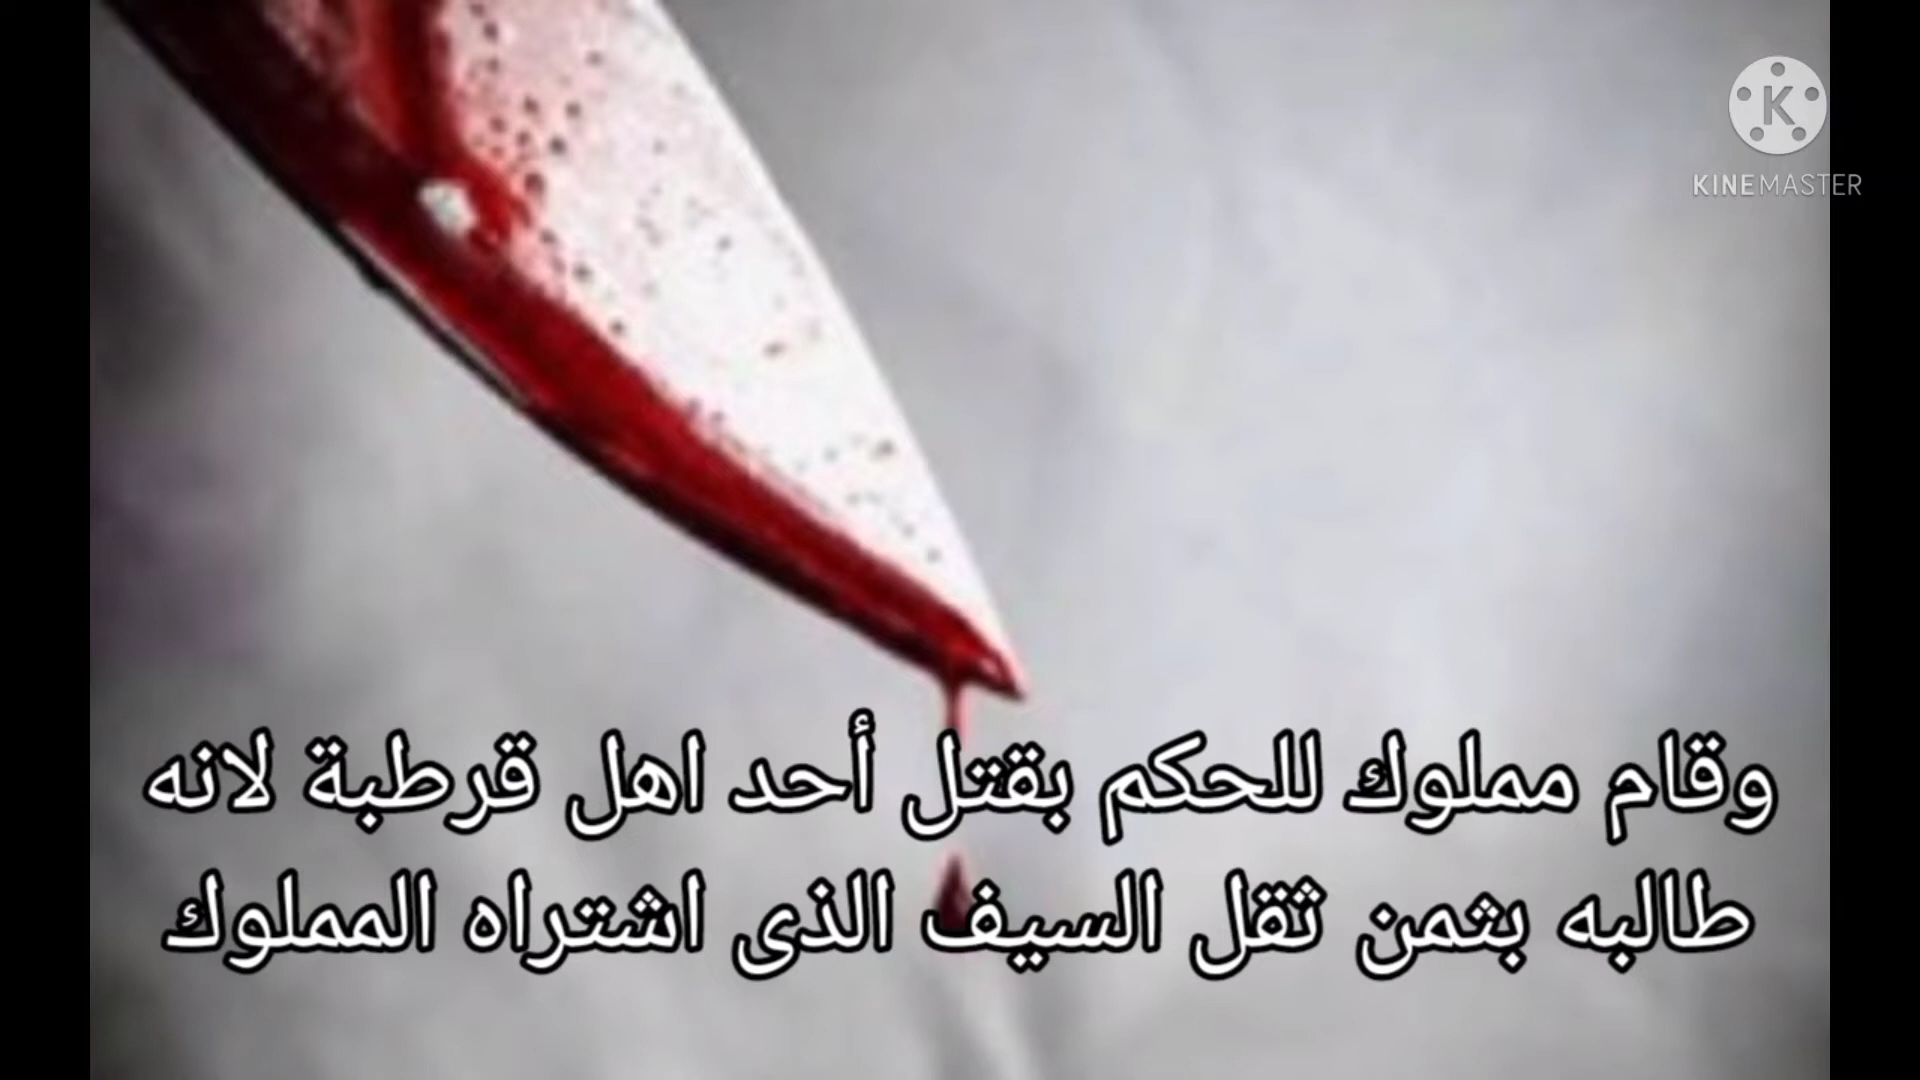 KINEMASTER
وقام مملوك للحكم بقتل أحد اهل قرطبة لانه
طالبه بثمن ثقل السيف الذى اشتراه المملوك